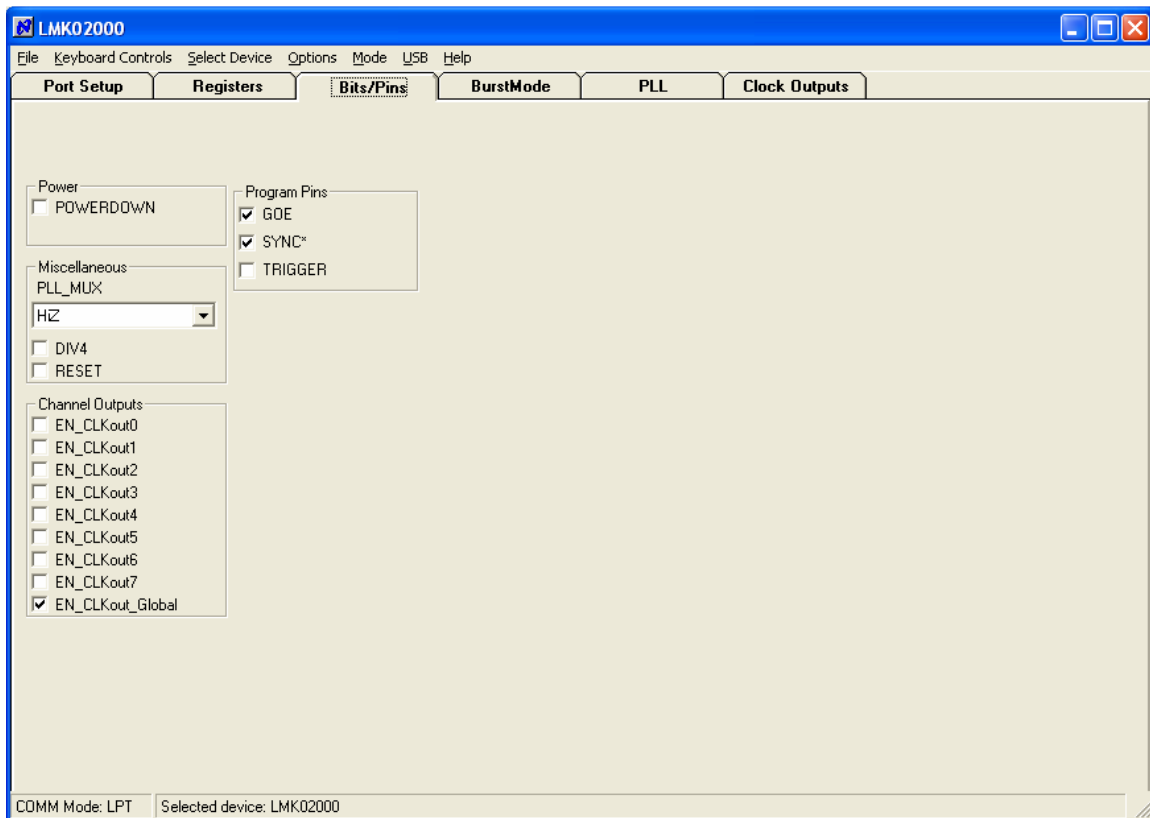 LMK02000
File Keyboard Controls Select Device Options Mode USB Help
Port Setup Registers Bits/Pins BurstMode PLL Clock Outputs
Power
POWERDOWN
Program Pins
GOE
SYNC*
TRIGGER
Miscellaneous
PLL_MUX
HiZ
DIV4
RESET
Channel Outputs
EN_CLKout0
EN_CLKout1
EN_CLKout2
EN_CLKout3
EN_CLKout4
EN_CLKout5
EN_CLKout6
EN_CLKout7
EN_CLKout_Global
COMM Mode: LPT Selected device: LMK02000